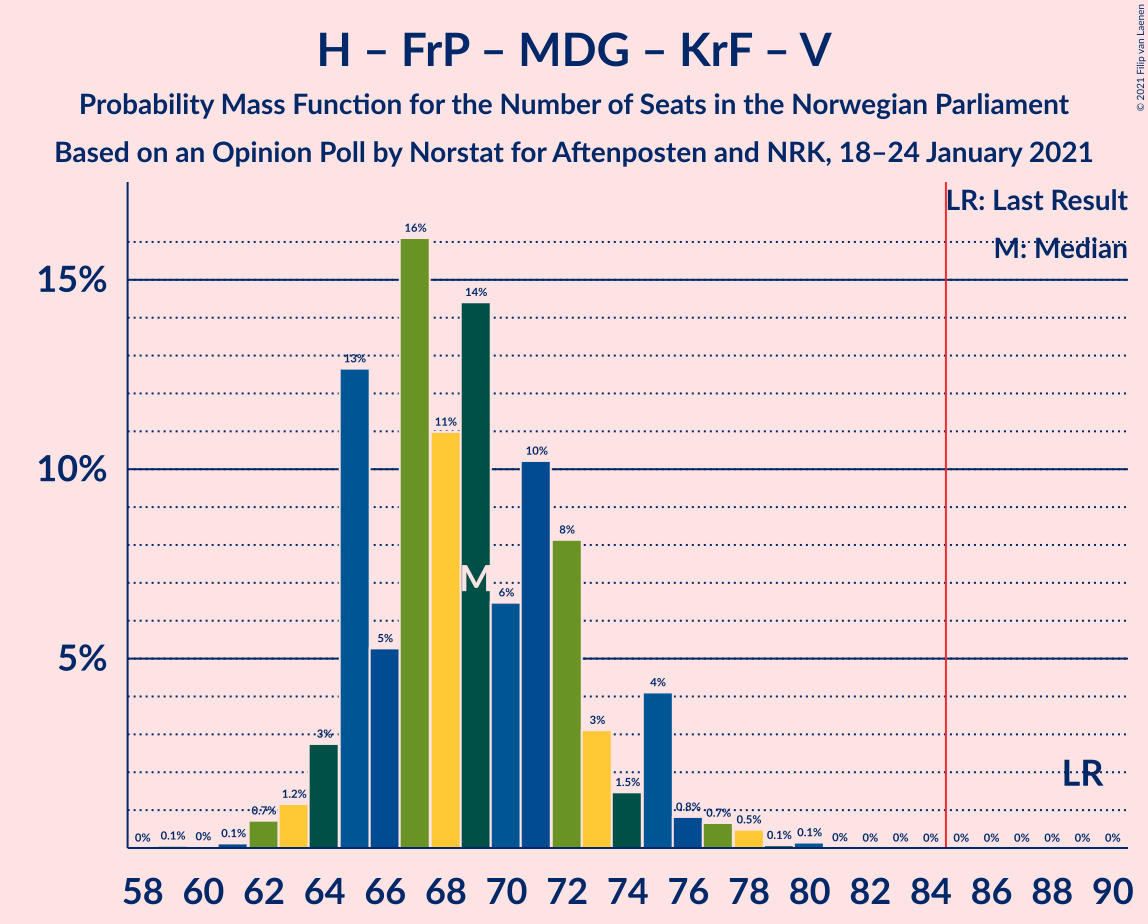 H – FrP – MDG – KrF – V
Probability Mass Function for the Number of Seats in the Norwegian Parliament
Based on an Opinion Poll by Norstat for Aftenposten and NRK, 18–24 January 2021
© 2021 Filip van Laenen
LR: Last Result
M: Median
15%
10%
5%
0% 0.1% 0% 0.1% 0.7% 1.2% 3% 13% 5% 16% 11% 14% 6% 10% 8% 3% 1.5% 4% 0.8% 0.7% 0.5% 0.1% 0.1% 0% 0% 0% 0% 0% 0% 0% 0% 0% 0%
M
LR
58 60 62 64 66 68 70 72 74 76 78 80 82 84 86 88 90